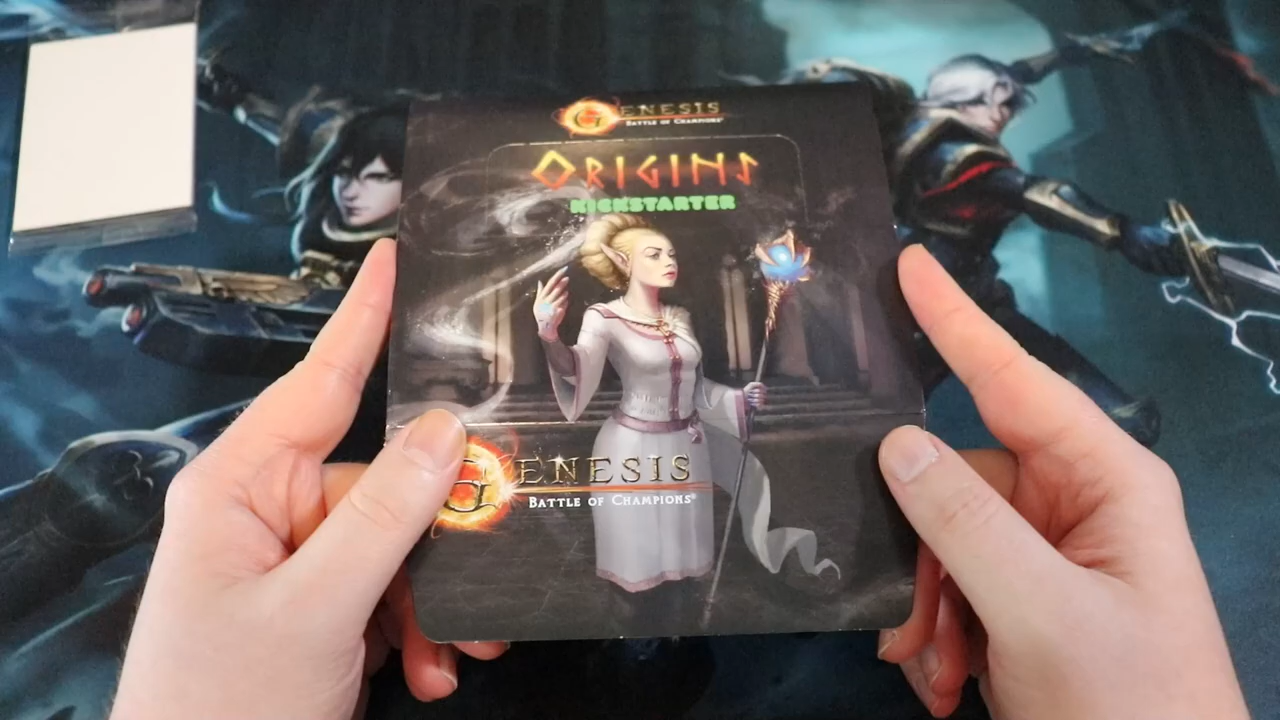 GENESIS
BATTLE OF CHAMPIONS®
ORIGINS
KICKSTARTER
GENESIS
BATTLE OF CHAMPIONS®